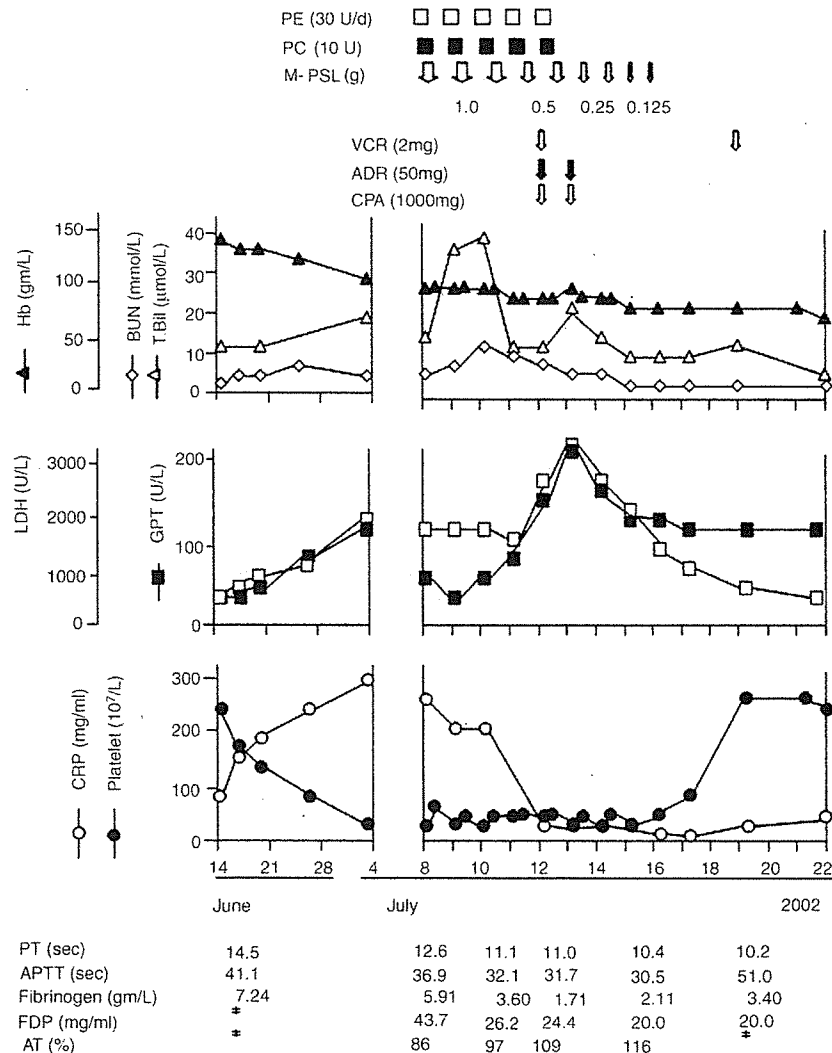 PE (30 U/d)
PC (10 U)
M- PSL (g)
1.0 0.5 0.25 0.125
VCR (2mg)
ADR (50mg)
CPA (1000mg)
Hb (gm/L)
150
100
50
0
BUN (mmol/L)
T.Bil (μmol/L)
40
30
20
10
0
LDH (U/L)
3000
2000
1000
0
GPT (U/L)
200
100
0
CRP (mg/ml)
Platelet (10⁷/L)
300
200
100
0
14 21 28 4 8 10 12 14 16 18 20 22
June July 2002
PT (sec) 14.5 12.6 11.1 11.0 10.4 10.2
APTT (sec) 41.1 36.9 32.1 31.7 30.5 51.0
Fibrinogen (gm/L) 7.24 5.91 3.60 1.71 2.11 3.40
FDP (mg/ml) ‡ 43.7 26.2 24.4 20.0 20.0
AT (%) ‡ 86 97 109 116 ‡